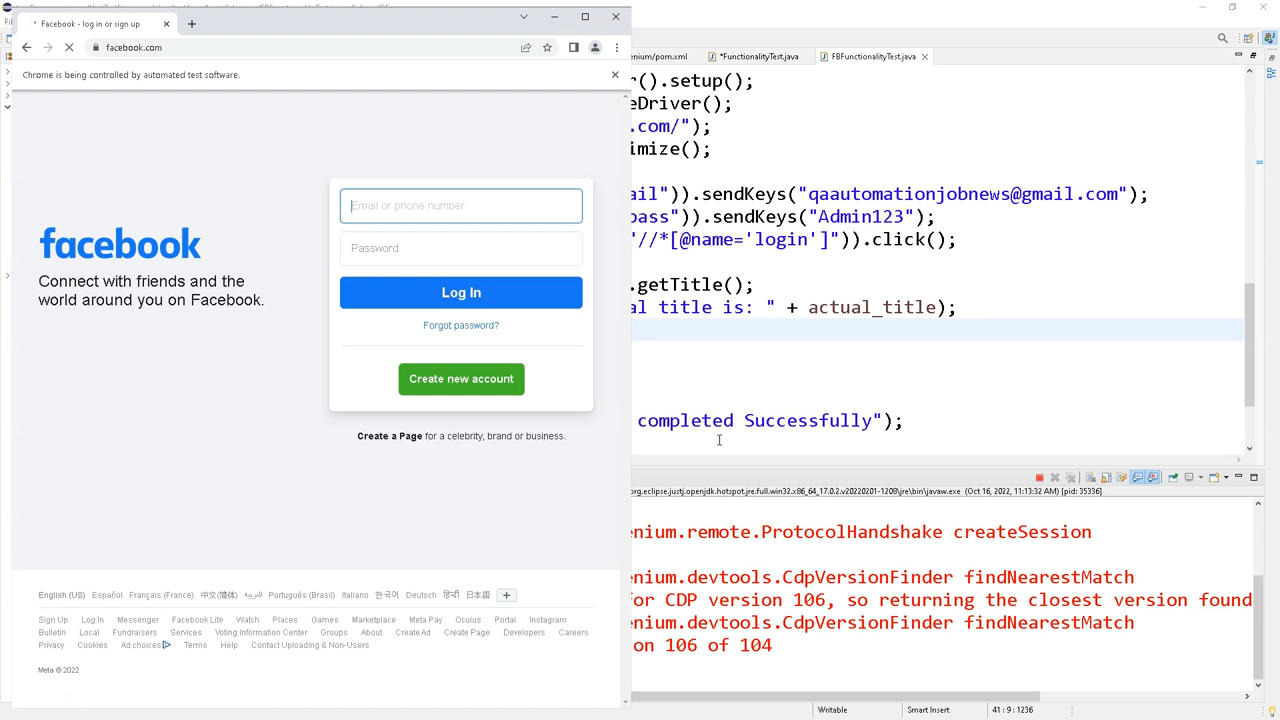 Facebook - log in or sign up
facebook.com
Chrome is being controlled by automated test software.
facebook
Connect with friends and the
world around you on Facebook.
Email or phone number
Password
Log In
Forgot password?
Create new account
Create a Page for a celebrity, brand or business.
English (US) Español Français (France) 中文(简体) العربية Português (Brasil) Italiano 한국어 Deutsch हिन्दी 日本語
Sign Up Log In Messenger Facebook Lite Watch Places Games Marketplace Meta Pay Oculus Portal Instagram
Bulletin Local Fundraisers Services Voting Information Center Groups About Create Ad Create Page Developers Careers
Privacy Cookies Ad choices Terms Help Contact Uploading & Non-Users
Meta © 2022
enium/pom.xml
*FunctionalityTest.java
FBFunctionalityTest.java
r().setup();
eDriver();
.com/");
imize();
ail")).sendKeys("qaautomationjobnews@gmail.com");
pass")).sendKeys("Admin123");
'//*[@name='login']")).click();
.getTitle();
al title is: " + actual_title);
completed Successfully");
org.eclipse.justj.openjdk.hotspot.jre.full.win32.x86_64_17.0.2.v20220201-1208\jre\bin\javaw.exe (Oct 16, 2022, 11:13:32 AM) [pid: 35336]
enium.remote.ProtocolHandshake createSession
enium.devtools.CdpVersionFinder findNearestMatch
for CDP version 106, so returning the closest version found
enium.devtools.CdpVersionFinder findNearestMatch
on 106 of 104
Writable
Smart Insert
41 : 9 : 1236